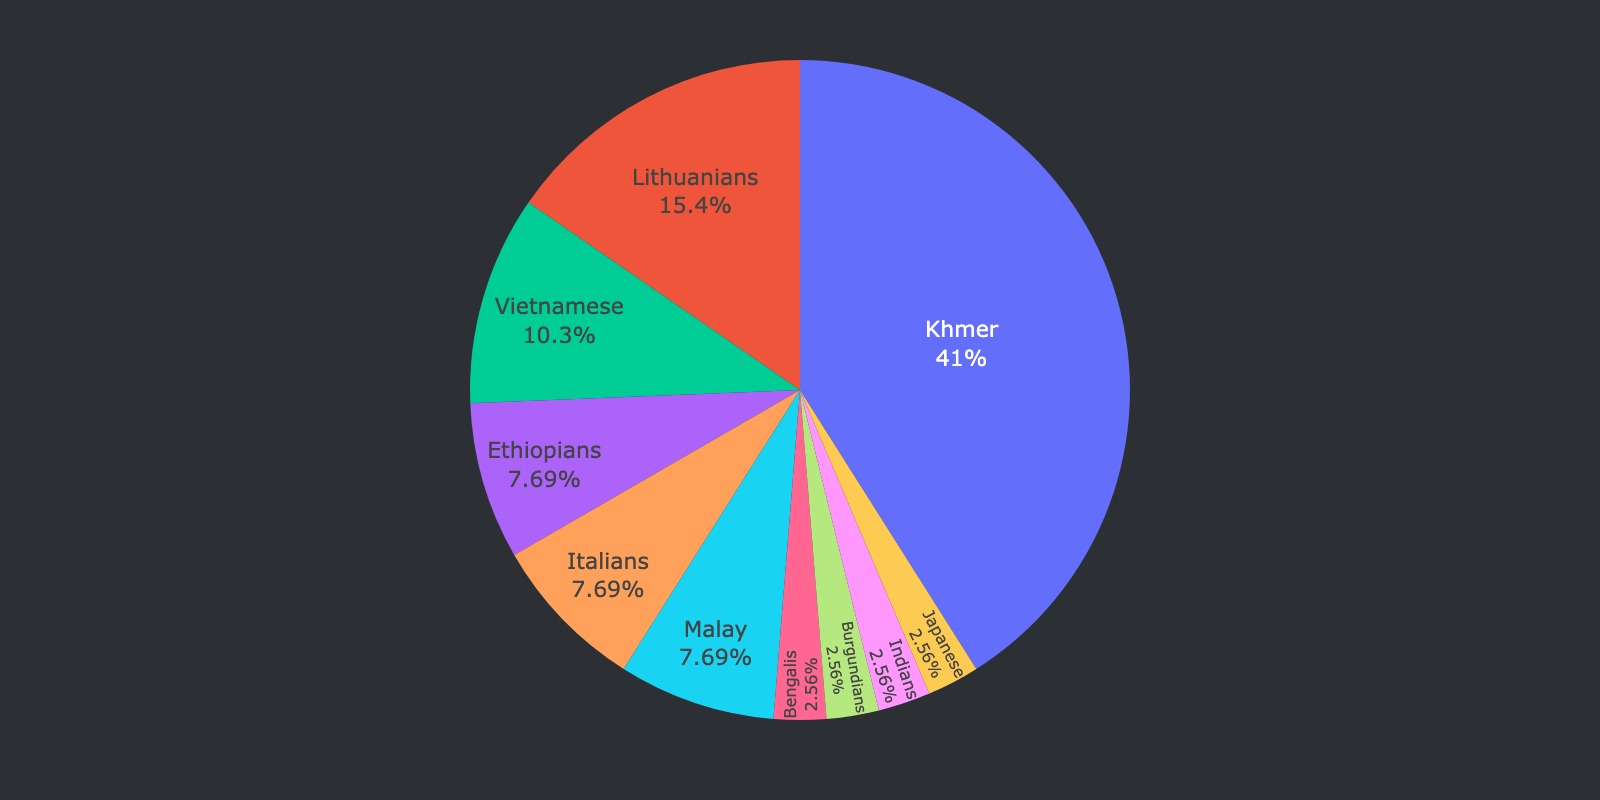 Lithuanians
15.4%
Khmer
41%
Vietnamese
10.3%
Ethiopians
7.69%
Italians
7.69%
Malay
7.69%
Bengalis
2.56%
Burgundians
2.56%
Indians
2.56%
Japanese
2.56%